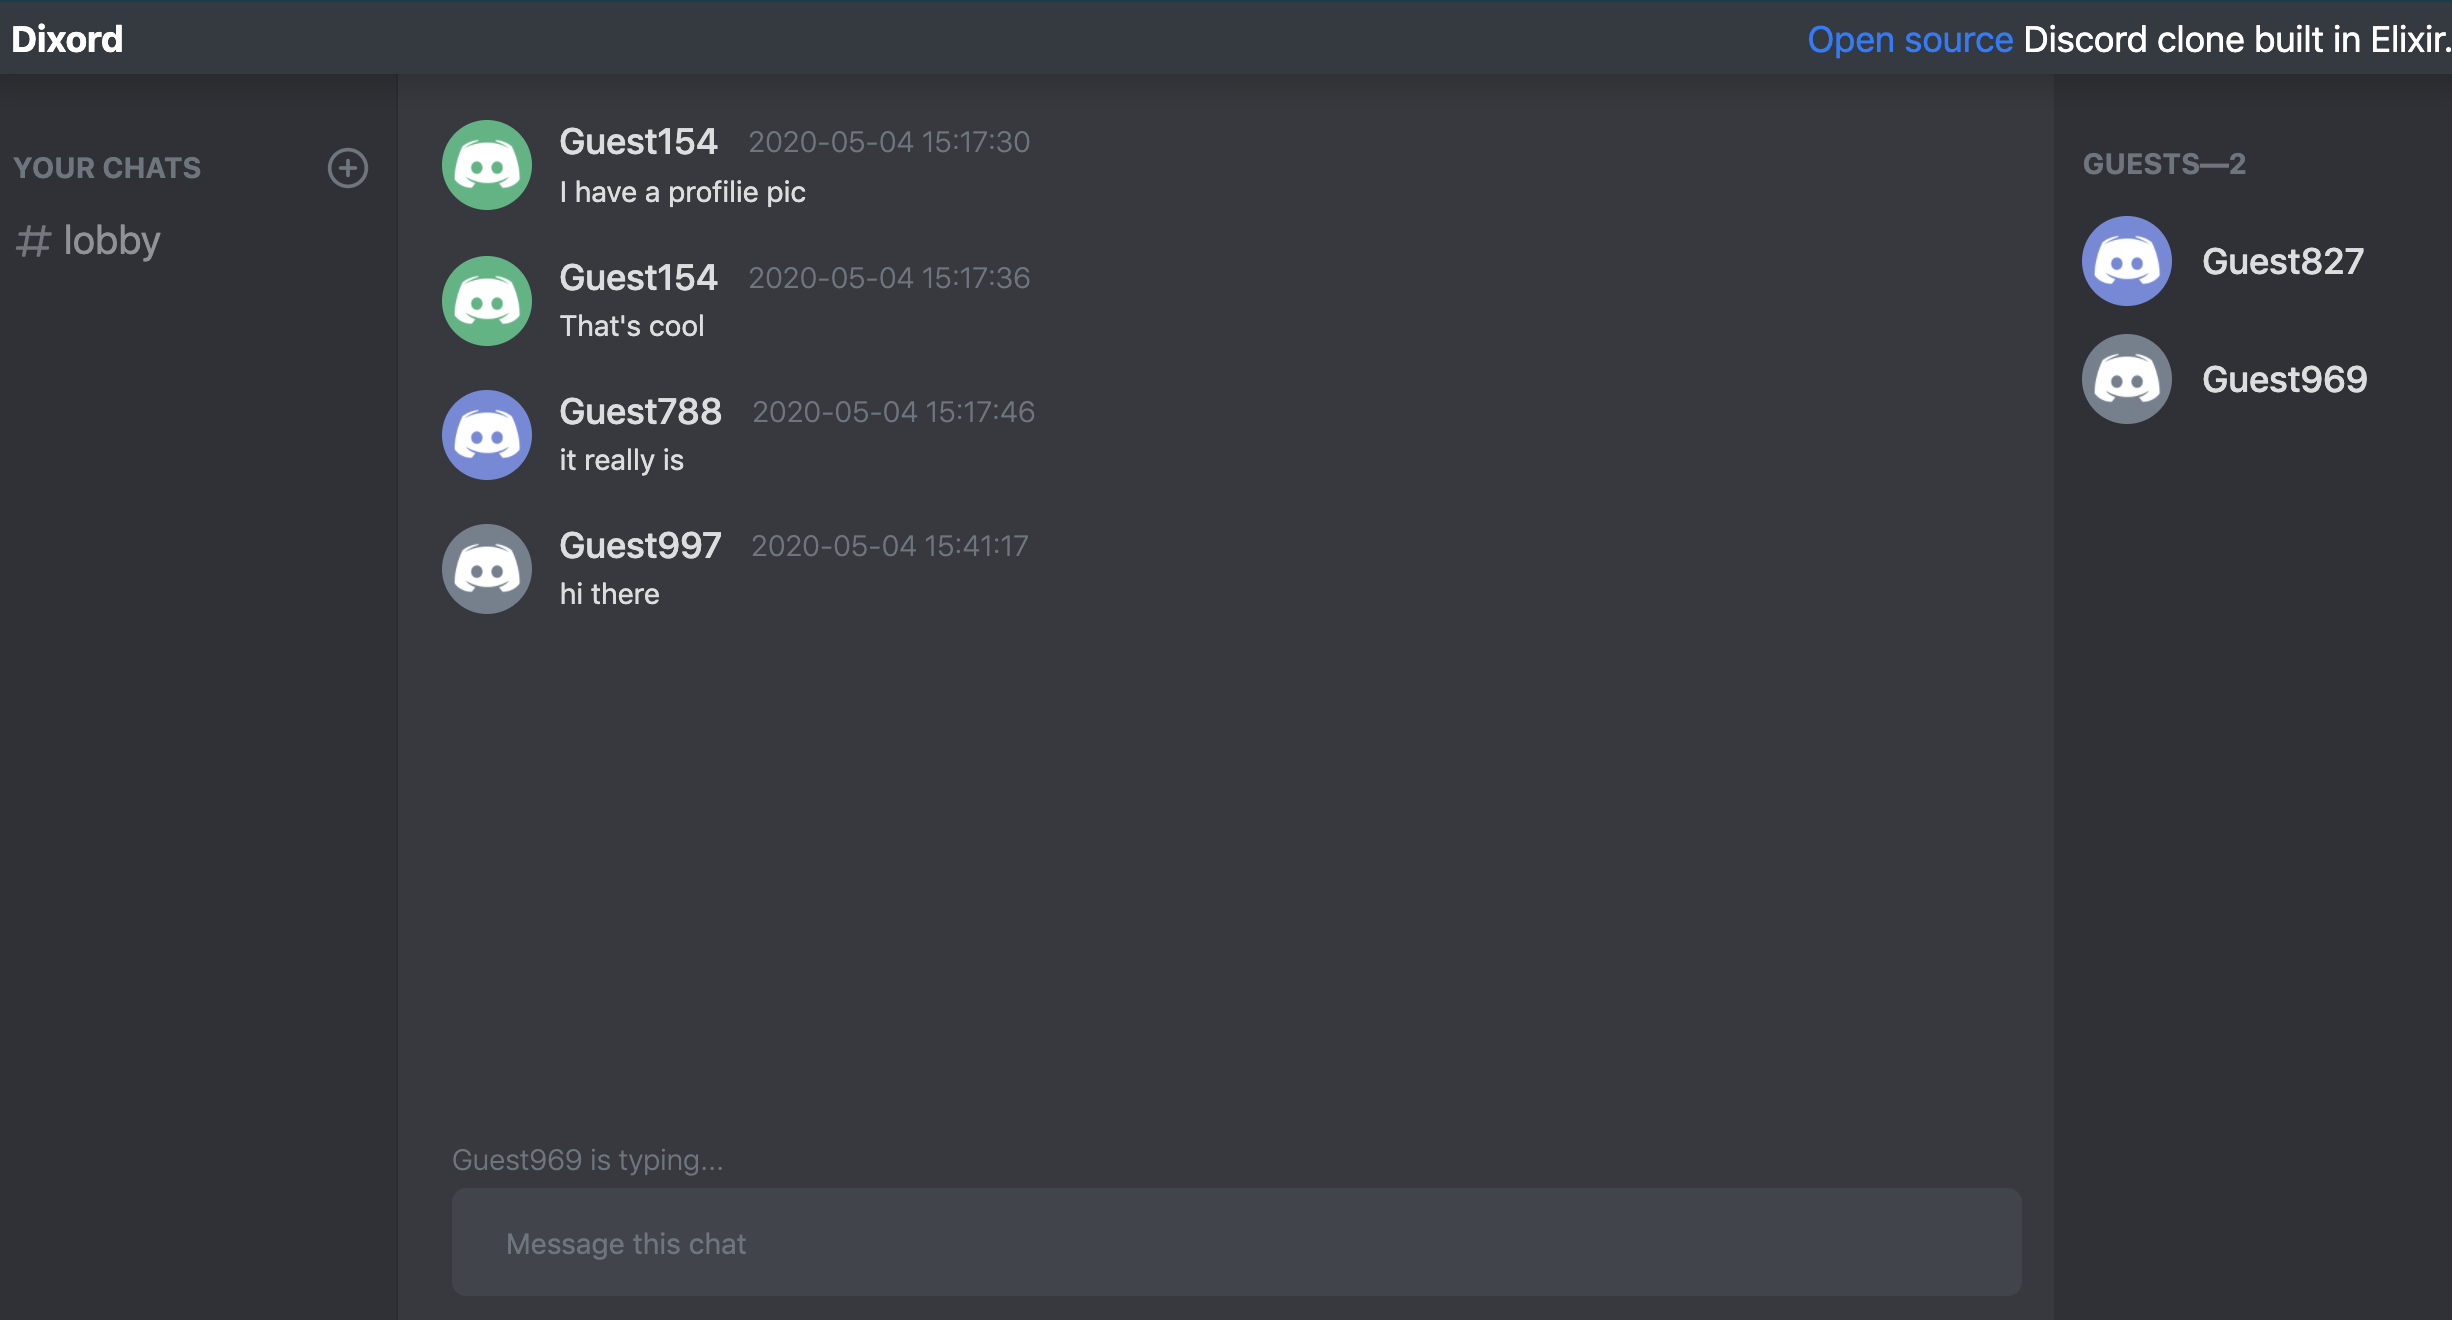 Dixord
Open source Discord clone built in Elixir.
YOUR CHATS
# lobby
Guest154 2020-05-04 15:17:30
I have a profilie pic
Guest154 2020-05-04 15:17:36
That's cool
Guest788 2020-05-04 15:17:46
it really is
Guest997 2020-05-04 15:41:17
hi there
Guest969 is typing...
Message this chat
GUESTS—2
Guest827
Guest969